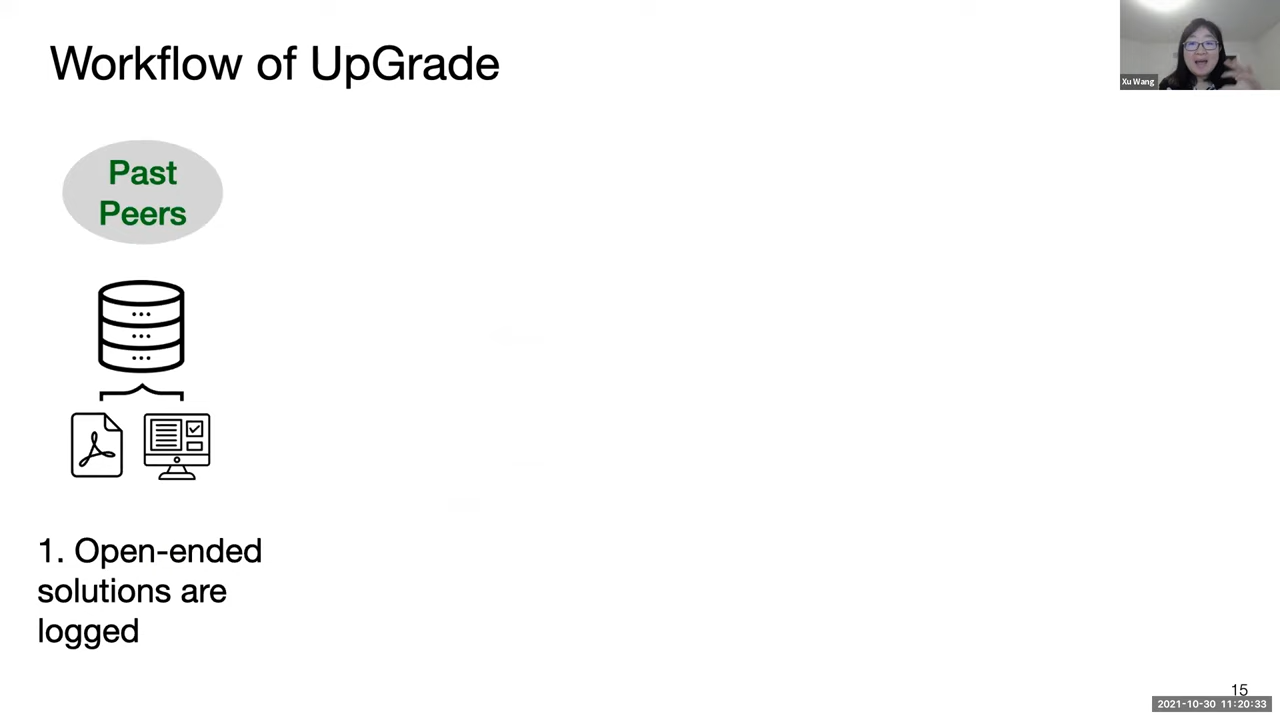 Workflow of UpGrade
Xu Wang
Past
Peers
1. Open-ended
solutions are
logged
15
2021-10-30 11:20:33